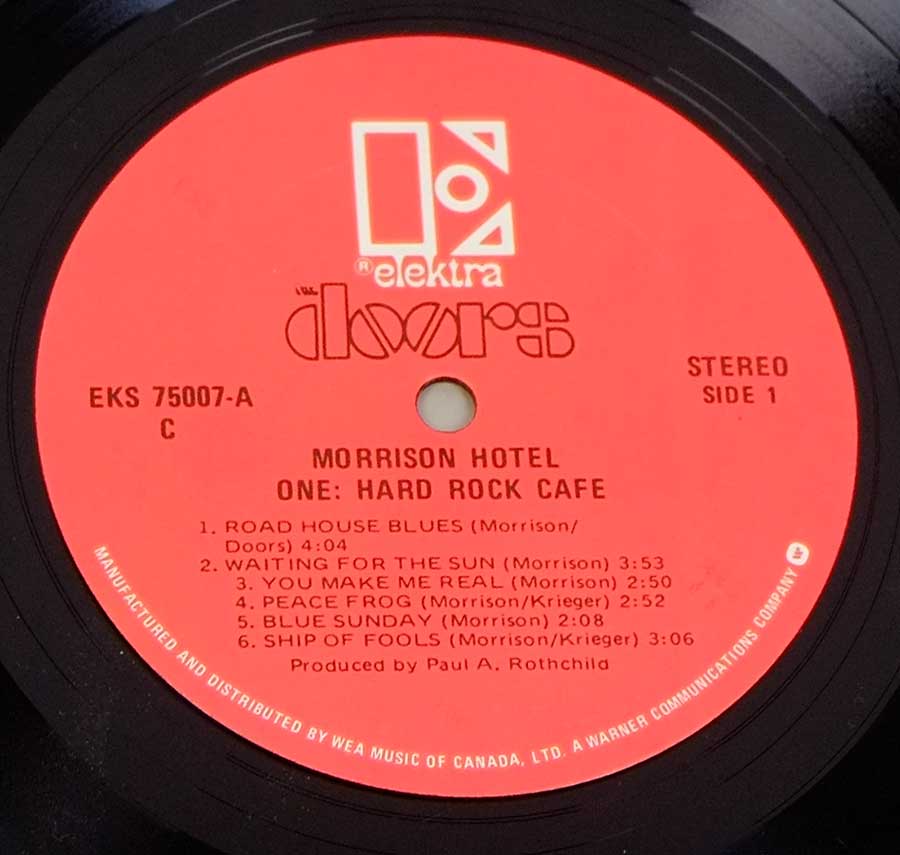 ® elektra
THE
doors
STEREO
SIDE 1
EKS 75007-A
C
MORRISON HOTEL
ONE: HARD ROCK CAFE
1. ROAD HOUSE BLUES (Morrison/
Doors) 4:04
2. WAITING FOR THE SUN (Morrison) 3:53
3. YOU MAKE ME REAL (Morrison) 2:50
4. PEACE FROG (Morrison/Krieger) 2:52
5. BLUE SUNDAY (Morrison) 2:08
6. SHIP OF FOOLS (Morrison/Krieger) 3:06
Produced by Paul A. Rothchild
MANUFACTURED AND DISTRIBUTED BY WEA MUSIC OF CANADA, LTD. A WARNER COMMUNICATIONS COMPANY